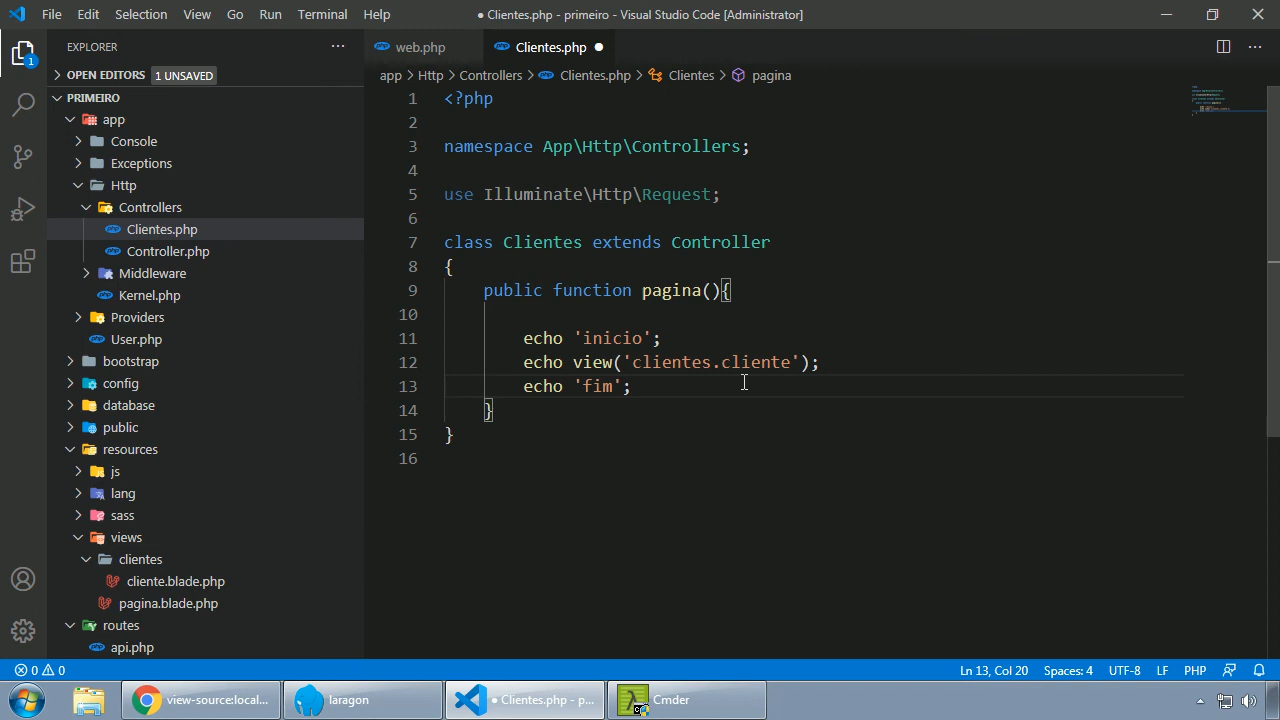 File Edit Selection View Go Run Terminal Help
● Clientes.php - primeiro - Visual Studio Code [Administrator]
EXPLORER
web.php
Clientes.php
OPEN EDITORS 1 UNSAVED
app > Http > Controllers > Clientes.php > Clientes > pagina
PRIMEIRO
app
Console
Exceptions
Http
Controllers
Clientes.php
Controller.php
Middleware
Kernel.php
Providers
User.php
bootstrap
config
database
public
resources
js
lang
sass
views
clientes
cliente.blade.php
pagina.blade.php
routes
api.php
1
1 <?php
2
3 namespace App\Http\Controllers;
4
5 use Illuminate\Http\Request;
6
7 class Clientes extends Controller
8 {
9 public function pagina(){
10
11 echo 'inicio';
12 echo view('clientes.cliente');
13 echo 'fim';
14 }
15 }
16
0 0
Ln 13, Col 20 Spaces: 4 UTF-8 LF PHP
view-source:local...
laragon
● Clientes.php - p...
Cmder